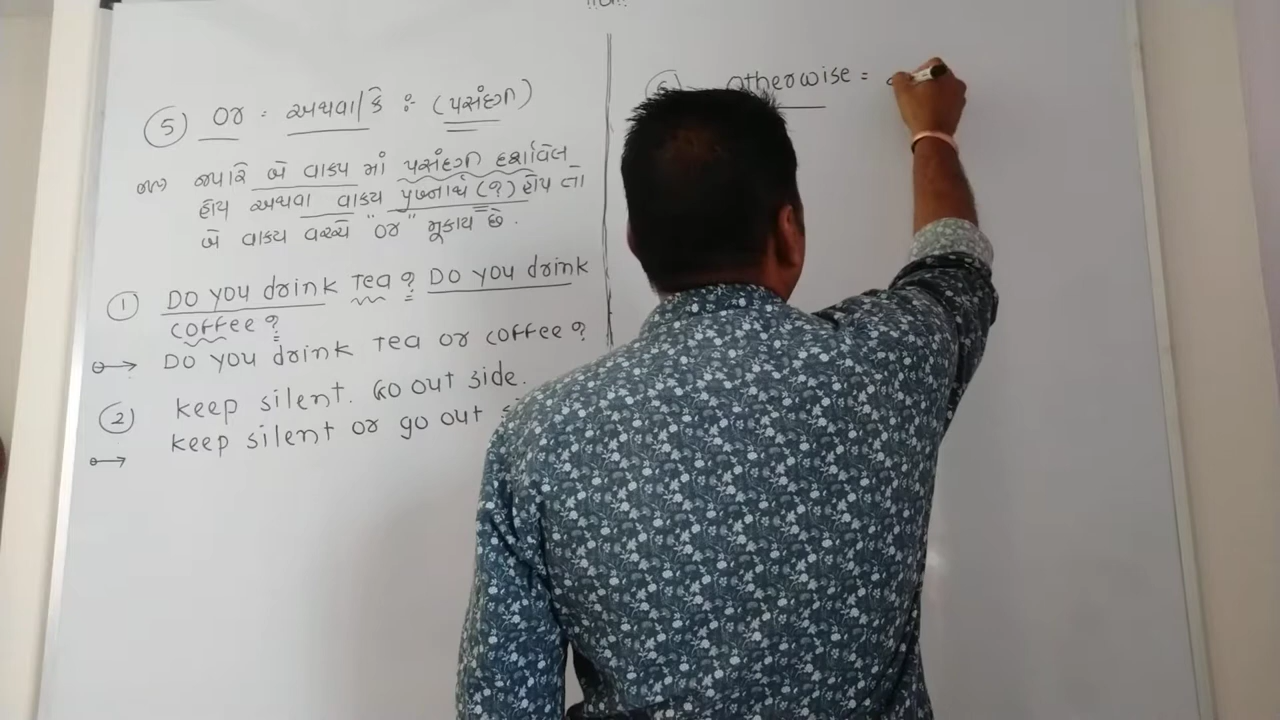 ⑤ or : અથવા/કે :- (પસંદગી)
જ્યારે બે વાક્ય માં પસંદગી દર્શાવેલ
હોય અથવા વાક્ય પ્રશ્નાર્થ (?) હોય તો
બે વાક્ય વચ્ચે "or" મૂકાય છે.
① Do you drink Tea ? Do you drink
coffee ?
→ Do you drink Tea or coffee ?
② Keep silent. Go out side.
→ Keep silent or go out
⑥ otherwise =